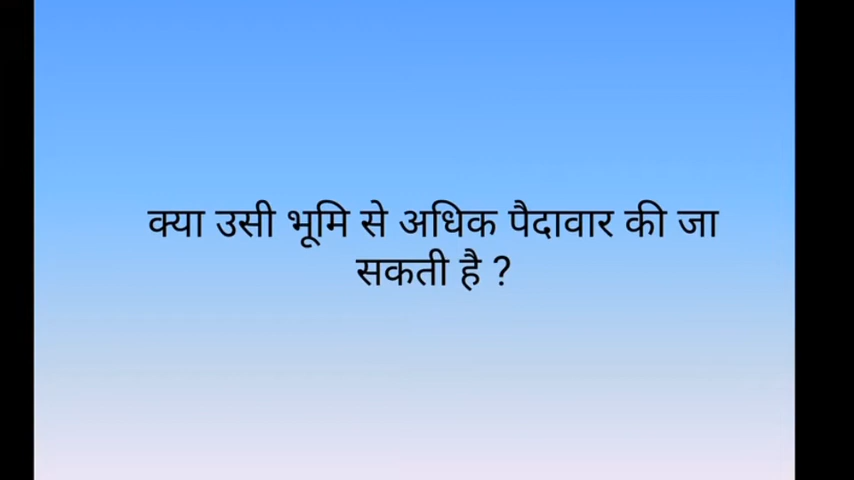 क्या उसी भूमि से अधिक पैदावार की जा
सकती है ?